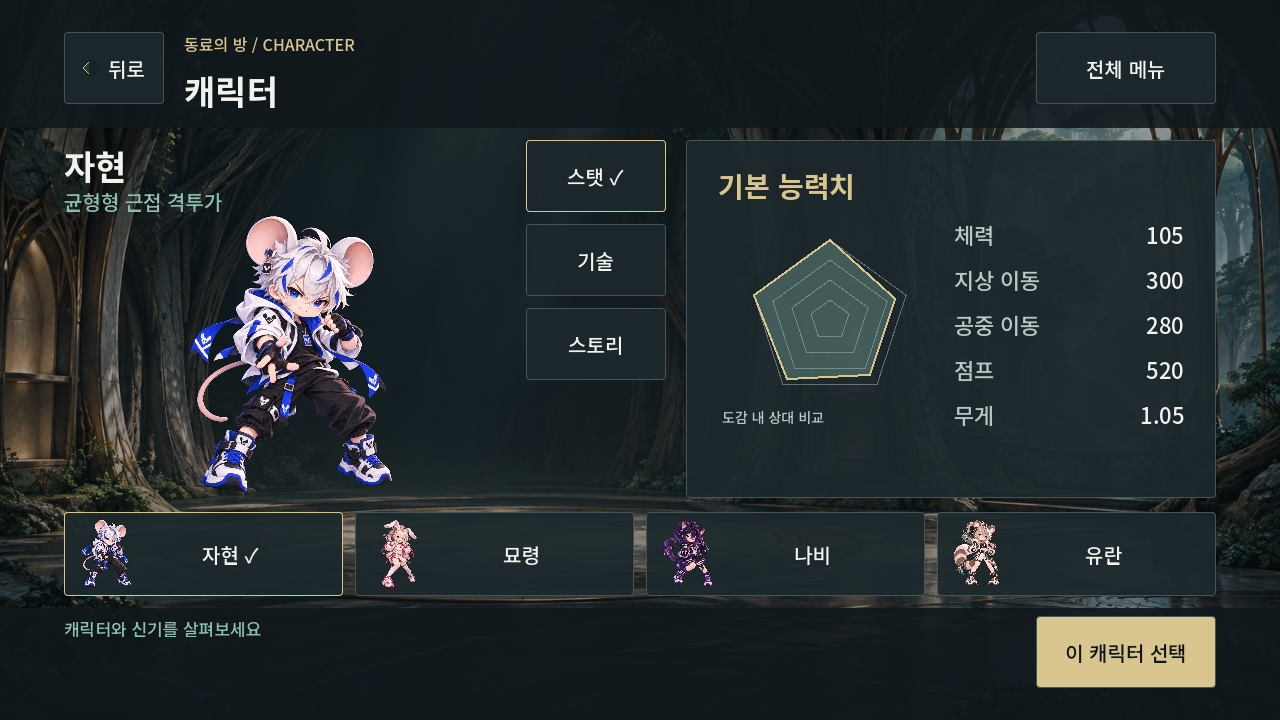 뒤로
동료의 방 / CHARACTER
캐릭터
전체 메뉴
자현
균형형 근접 격투가
스탯 ✓
기술
스토리
기본 능력치
체력 105
지상 이동 300
공중 이동 280
점프 520
무게 1.05
도감 내 상대 비교
자현 ✓
묘령
나비
유란
캐릭터와 신기를 살펴보세요
이 캐릭터 선택